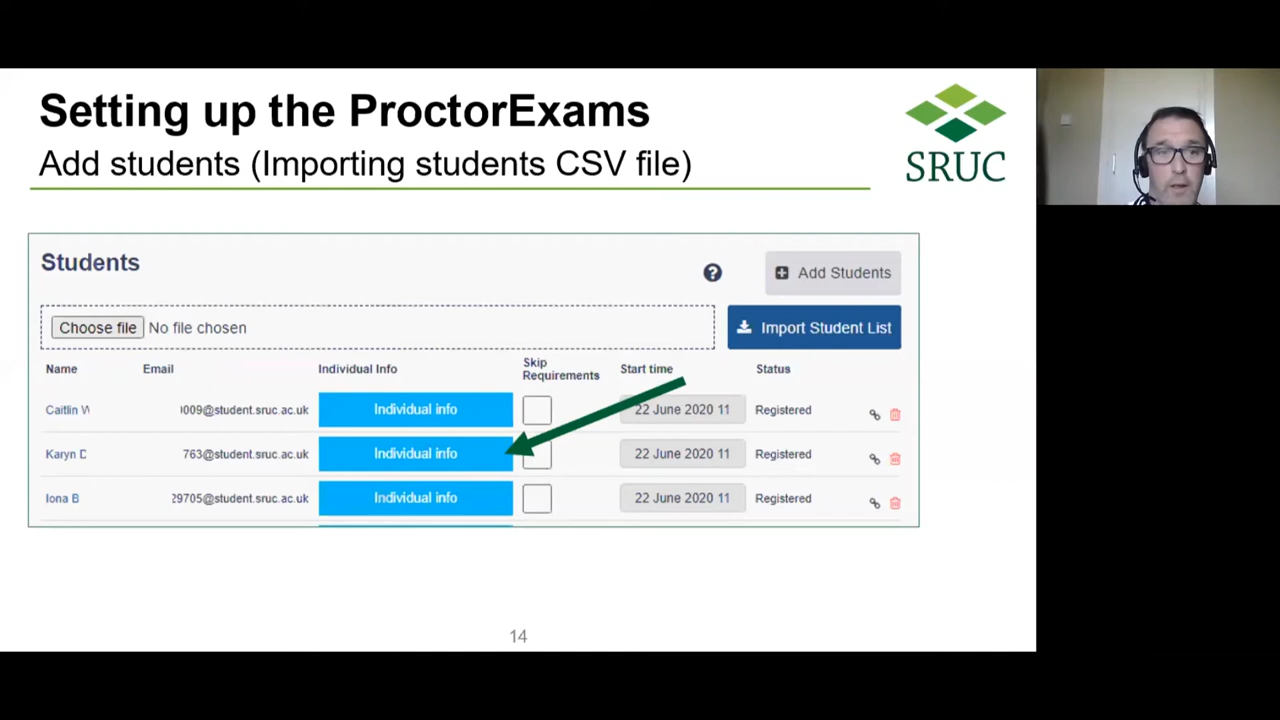 Setting up the ProctorExams
Add students (Importing students CSV file)
SRUC
Students
? Add Students
Choose file No file chosen
Import Student List
Name Email Individual Info Skip Requirements Start time Status
Caitlin W 009@student.sruc.ac.uk Individual info 22 June 2020 11 Registered
Karyn D 763@student.sruc.ac.uk Individual info 22 June 2020 11 Registered
Iona B 29705@student.sruc.ac.uk Individual info 22 June 2020 11 Registered
14